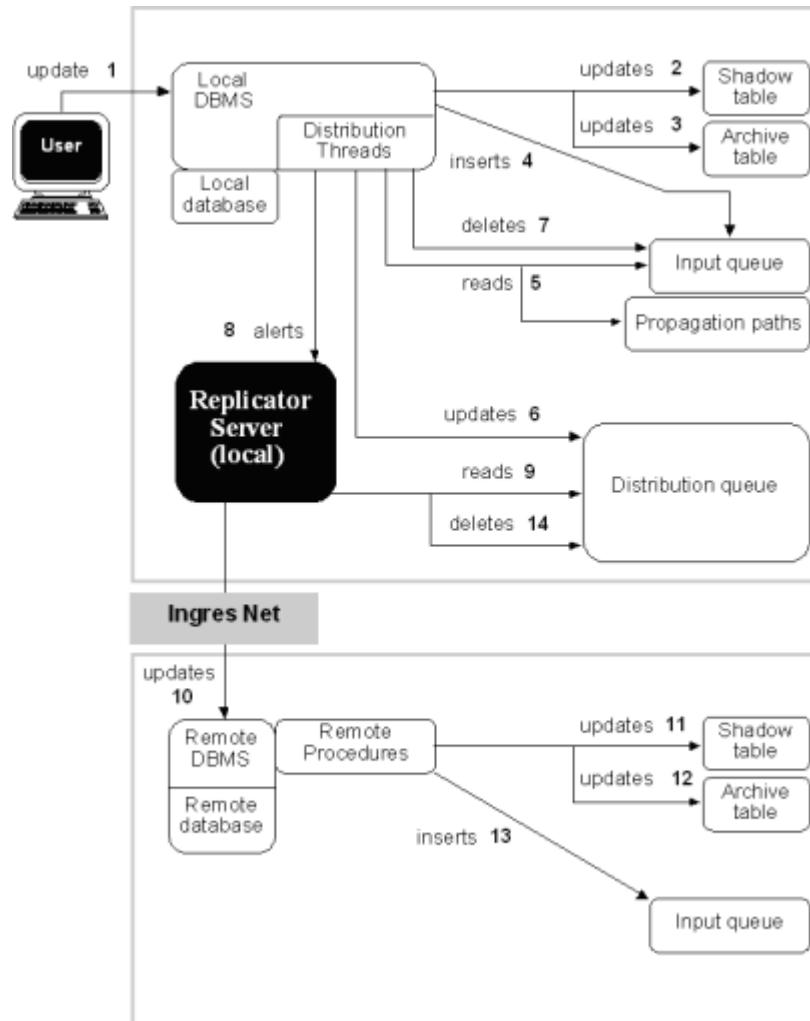 update 1
User
Local
DBMS
Distribution
Threads
Local
database
updates 2
Shadow
table
updates 3
Archive
table
inserts 4
deletes 7
Input queue
reads 5
Propagation paths
8 alerts
Replicator
Server
(local)
updates 6
reads 9
Distribution queue
deletes 14
Ingres Net
updates
10
Remote
DBMS
Remote
Procedures
Remote
database
updates 11
Shadow
table
updates 12
Archive
table
inserts 13
Input queue